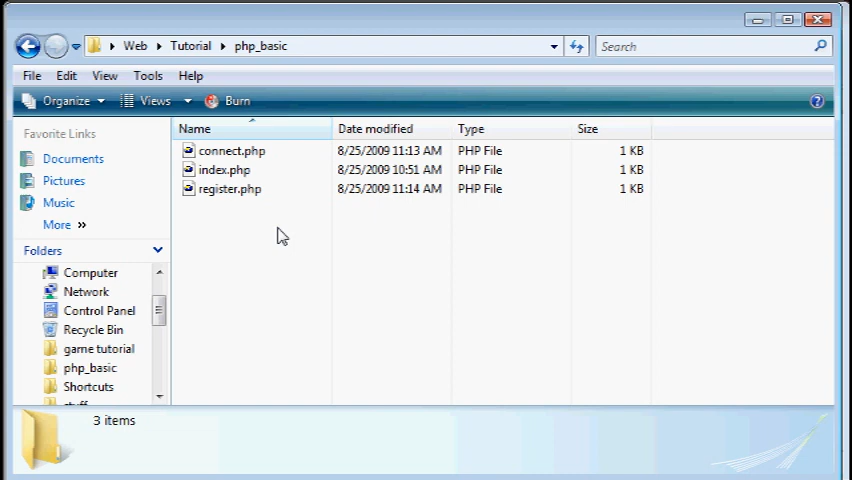 Web ▸ Tutorial ▸ php_basic
Search
File Edit View Tools Help
Organize Views Burn
Favorite Links
Documents
Pictures
Music
More »
Folders
Computer
Network
Control Panel
Recycle Bin
game tutorial
php_basic
Shortcuts
stuff
Name Date modified Type Size
connect.php 8/25/2009 11:13 AM PHP File 1 KB
index.php 8/25/2009 10:51 AM PHP File 1 KB
register.php 8/25/2009 11:14 AM PHP File 1 KB
3 items